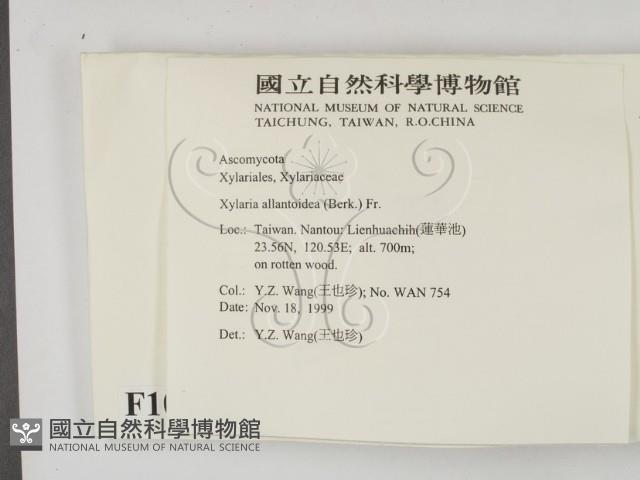 國立自然科學博物館
NATIONAL MUSEUM OF NATURAL SCIENCE
TAICHUNG, TAIWAN, R.O.CHINA
Ascomycota
Xylariales, Xylariaceae
Xylaria allantoidea (Berk.) Fr.
Loc.: Taiwan. Nantou: Lienhuachih(蓮華池)
23.56N, 120.53E; alt. 700m;
on rotten wood.
Col.: Y.Z. Wang(王也珍); No. WAN 754
Date: Nov. 18, 1999
Det.: Y.Z. Wang(王也珍)
國立自然科學博物館
NATIONAL MUSEUM OF NATURAL SCIENCE